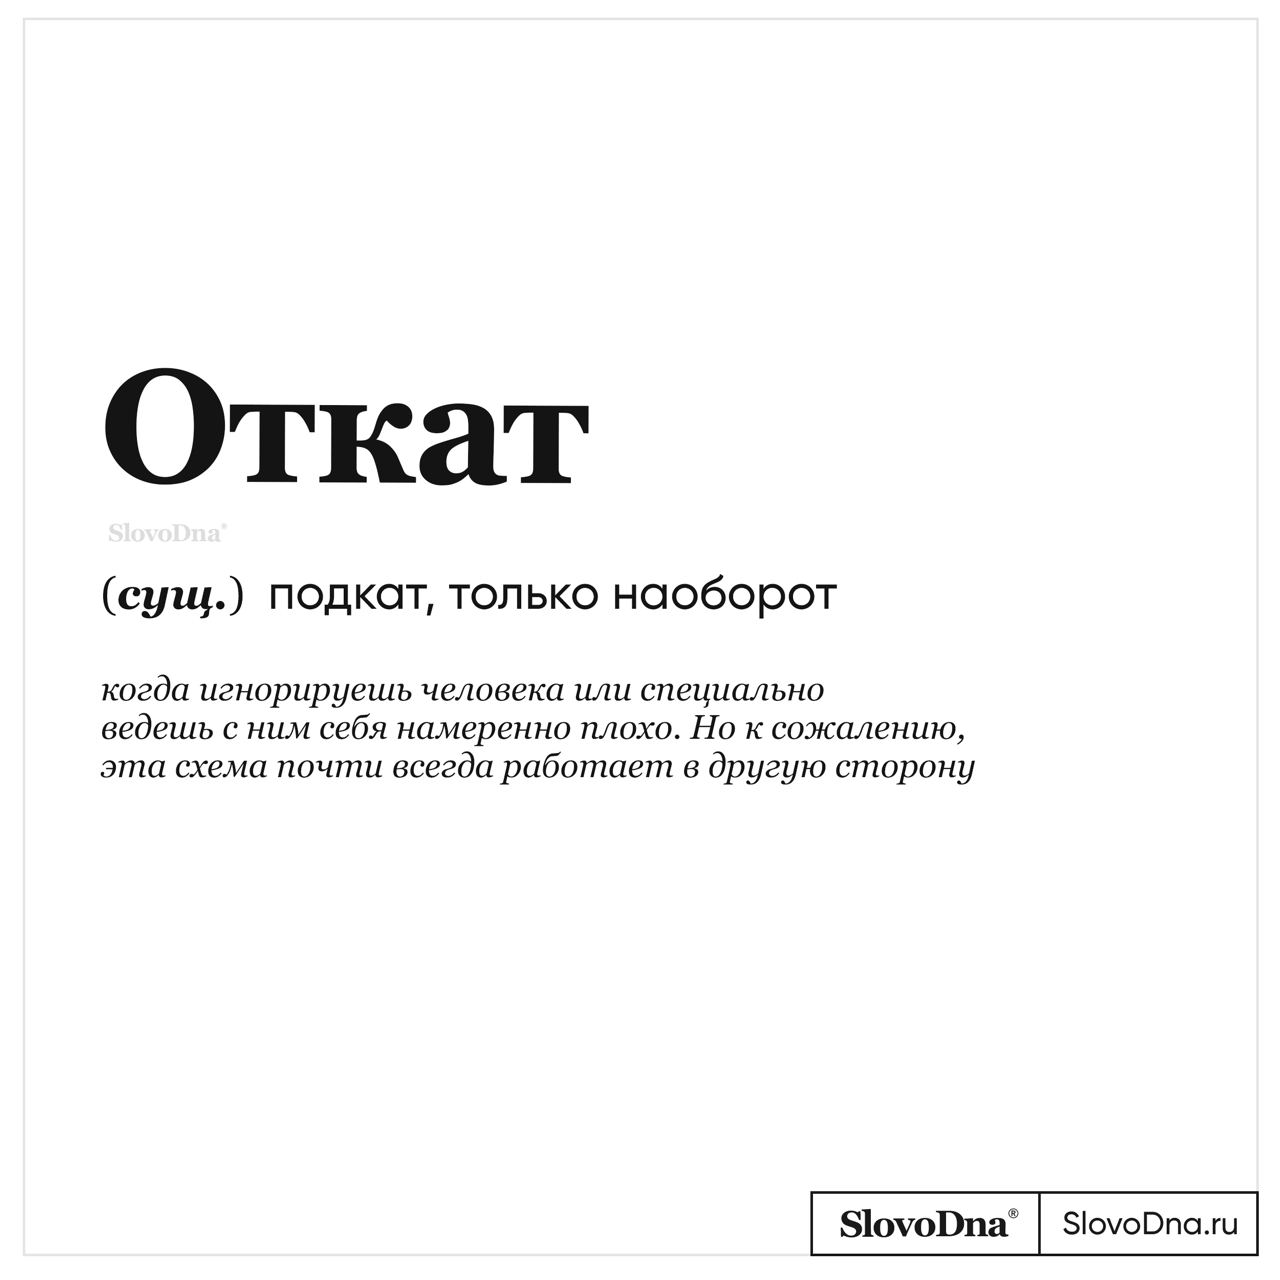 Откат
SlovoDna®
(сущ.) подкат, только наоборот
когда игнорируешь человека или специально
ведешь с ним себя намеренно плохо. Но к сожалению,
эта схема почти всегда работает в другую сторону
SlovoDna® SlovoDna.ru